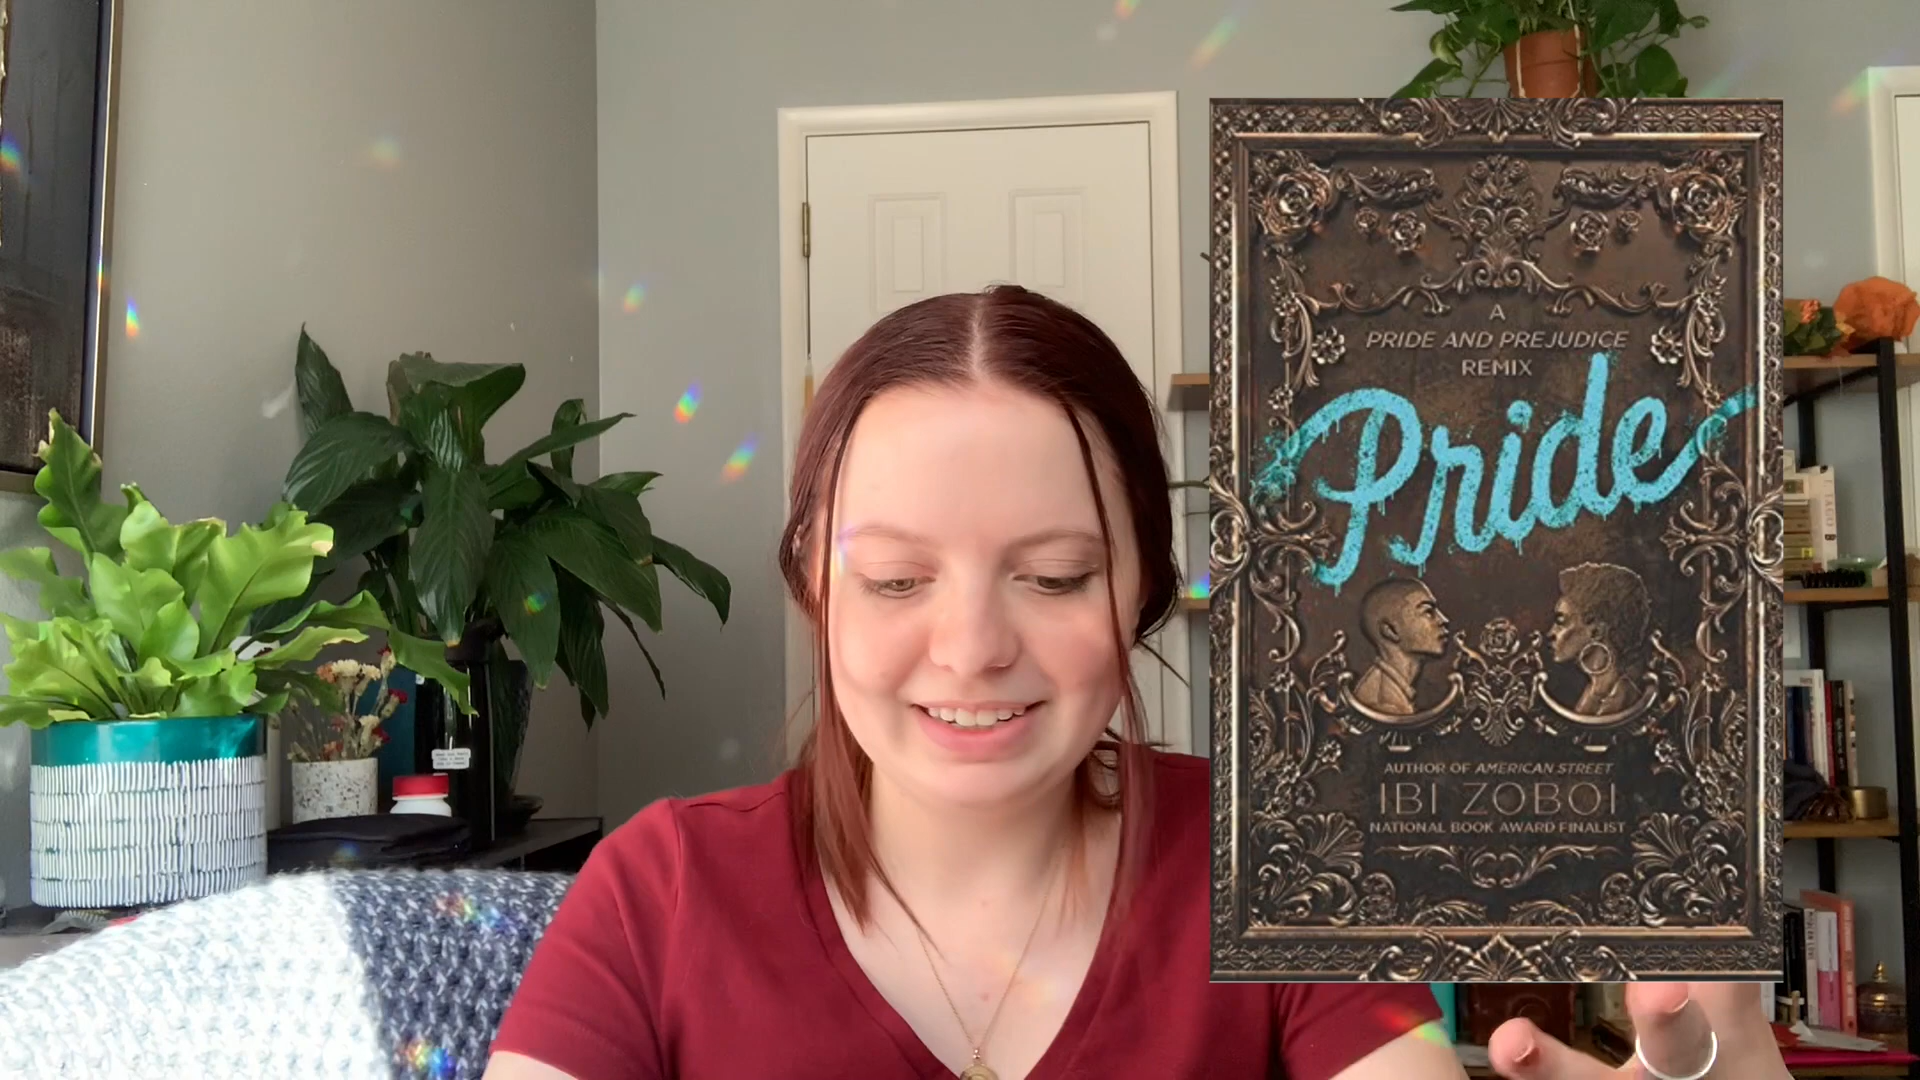 A
PRIDE AND PREJUDICE
REMIX
Pride
AUTHOR OF AMERICAN STREET
IBI ZOBOI
NATIONAL BOOK AWARD FINALIST